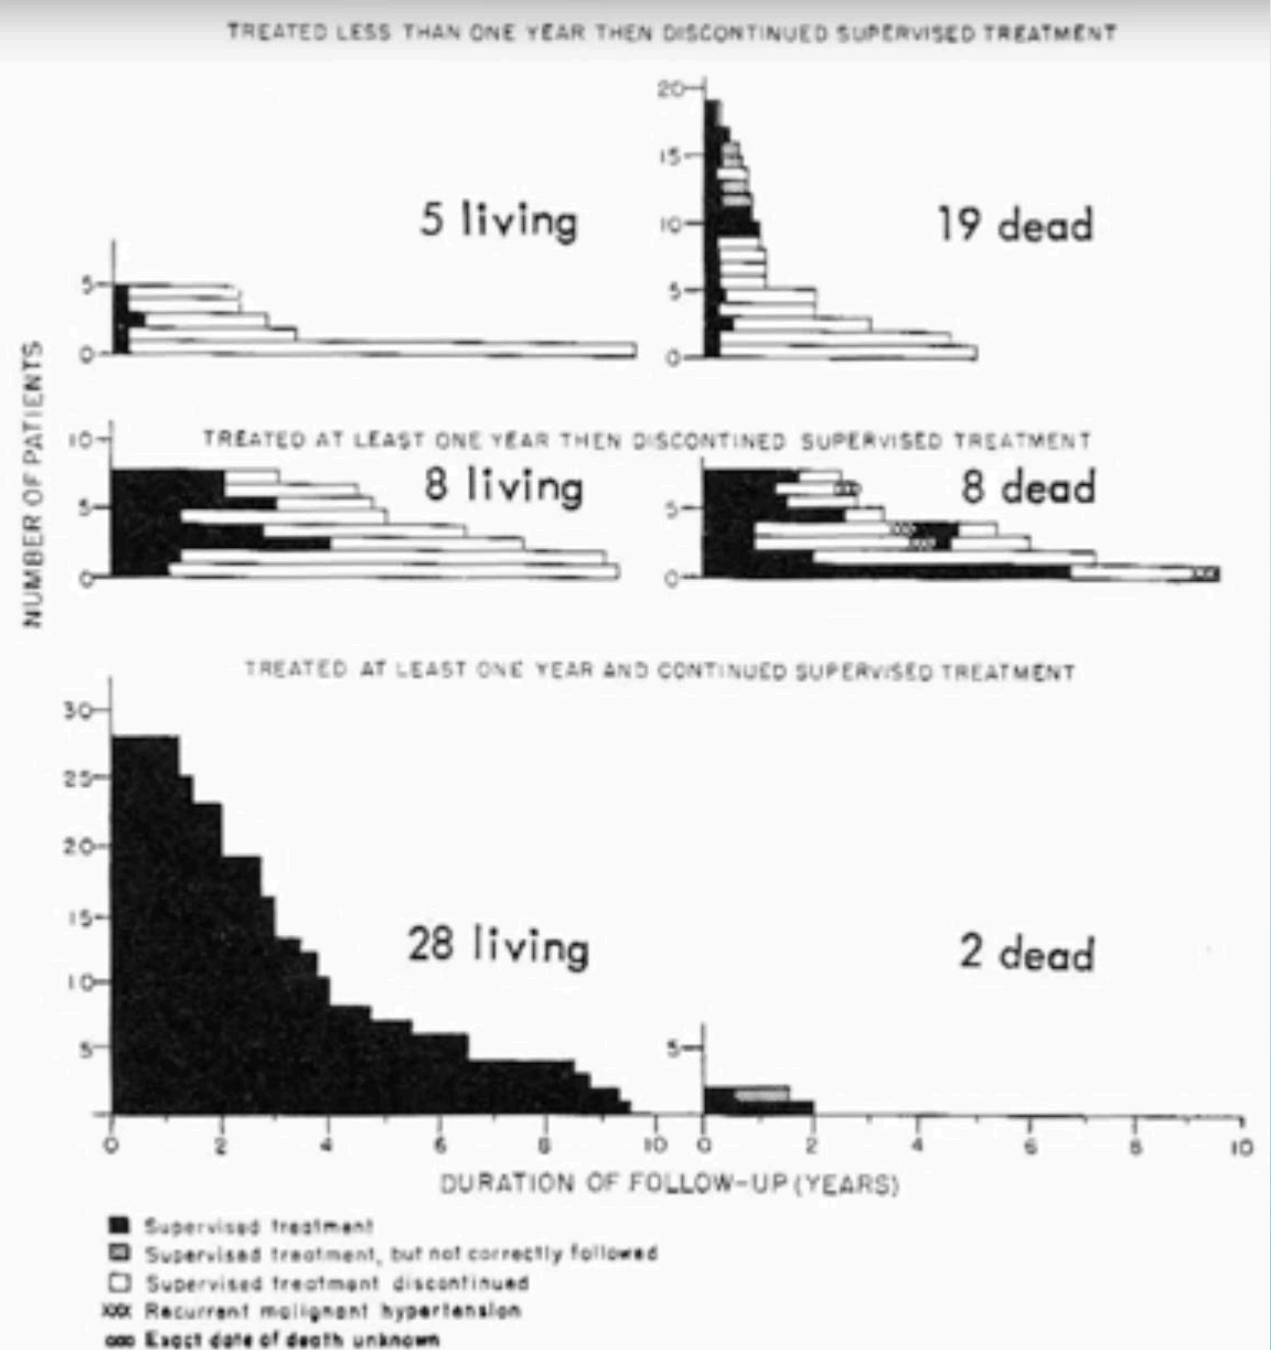 TREATED LESS THAN ONE YEAR THEN DISCONTINUED SUPERVISED TREATMENT
20
15
10
5
0
5 living
19 dead
5
0
NUMBER OF PATIENTS
TREATED AT LEAST ONE YEAR THEN DISCONTINED SUPERVISED TREATMENT
10
5
0
8 living
8 dead
5
0
TREATED AT LEAST ONE YEAR AND CONTINUED SUPERVISED TREATMENT
30
25
20
15
10
5
28 living
2 dead
5
0 2 4 6 8 10 0 2 4 6 8 10
DURATION OF FOLLOW-UP (YEARS)
Supervised treatment
Supervised treatment, but not correctly followed
Supervised treatment discontinued
XXX Recurrent malignant hypertension
ooo Exact date of death unknown